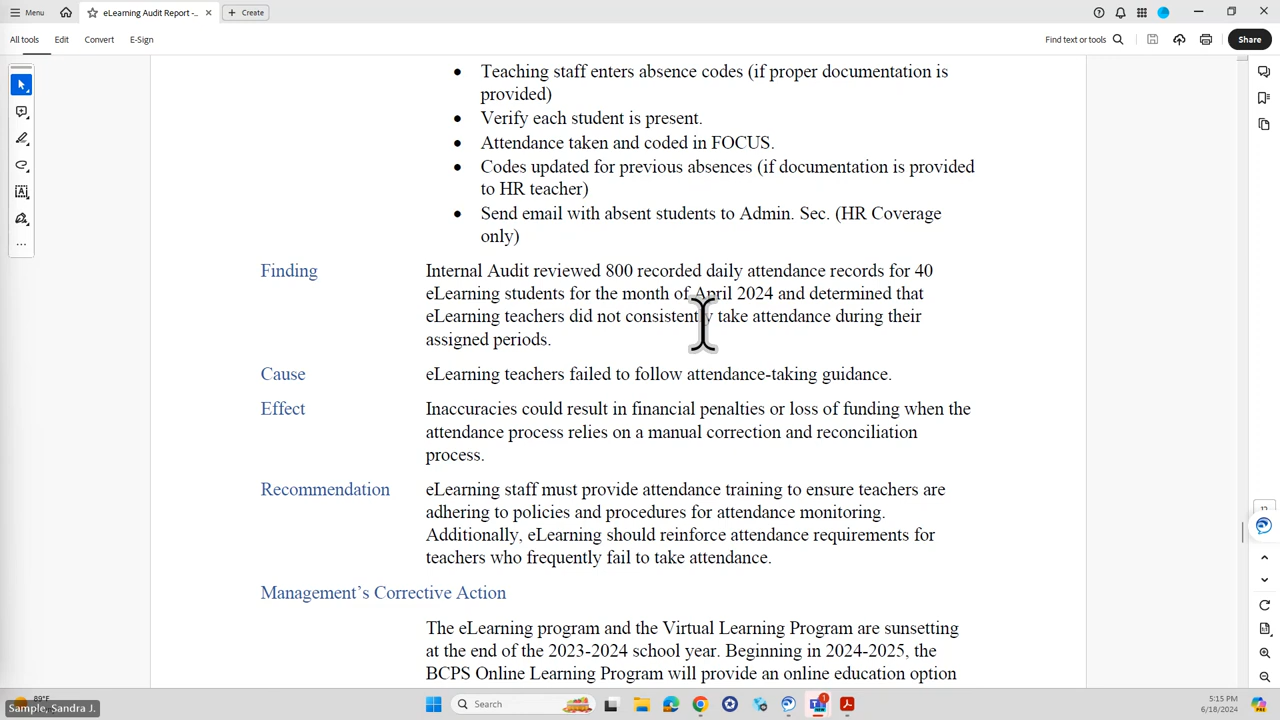 Menu
eLearning Audit Report -..
Create
All tools
Edit
Convert
E-Sign
Find text or tools
Share
• Teaching staff enters absence codes (if proper documentation is
provided)
• Verify each student is present.
• Attendance taken and coded in FOCUS.
• Codes updated for previous absences (if documentation is provided
to HR teacher)
• Send email with absent students to Admin. Sec. (HR Coverage
only)
Finding
Internal Audit reviewed 800 recorded daily attendance records for 40
eLearning students for the month of April 2024 and determined that
eLearning teachers did not consistently take attendance during their
assigned periods.
Cause
eLearning teachers failed to follow attendance-taking guidance.
Effect
Inaccuracies could result in financial penalties or loss of funding when the
attendance process relies on a manual correction and reconciliation
process.
Recommendation
eLearning staff must provide attendance training to ensure teachers are
adhering to policies and procedures for attendance monitoring.
Additionally, eLearning should reinforce attendance requirements for
teachers who frequently fail to take attendance.
Management's Corrective Action
The eLearning program and the Virtual Learning Program are sunsetting
at the end of the 2023-2024 school year. Beginning in 2024-2025, the
BCPS Online Learning Program will provide an online education option
89°F
Sample, Sandra J.
Search
1
5:15 PM
6/18/2024